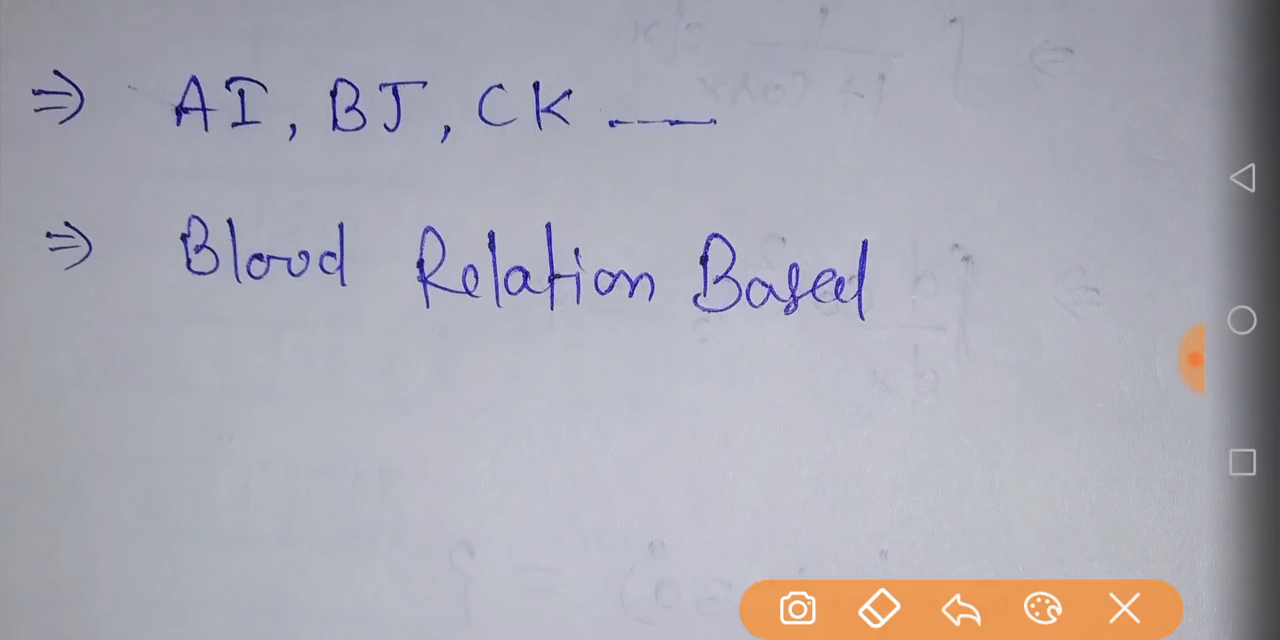 ⇒ AI, BJ, CK ——
⇒ Blood Relation Based